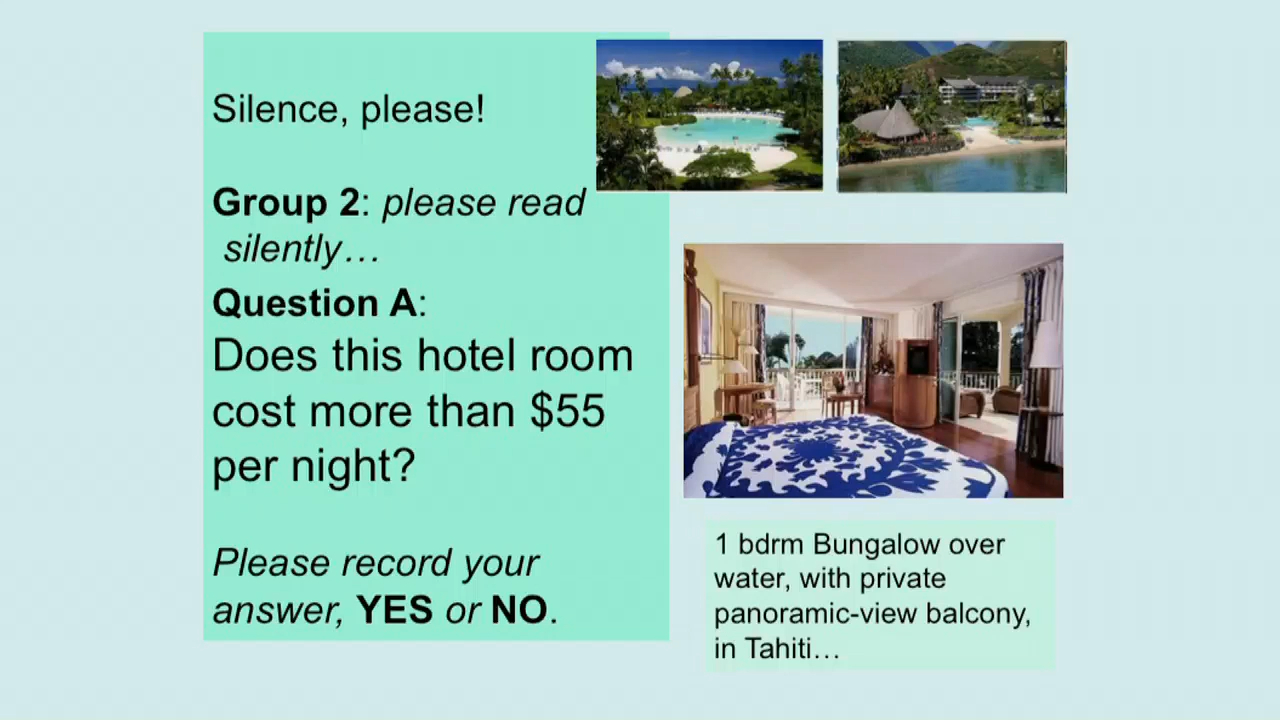 Silence, please!
Group 2: please read
silently…
Question A:
Does this hotel room
cost more than $55
per night?
Please record your
answer, YES or NO.
1 bdrm Bungalow over
water, with private
panoramic-view balcony,
in Tahiti…